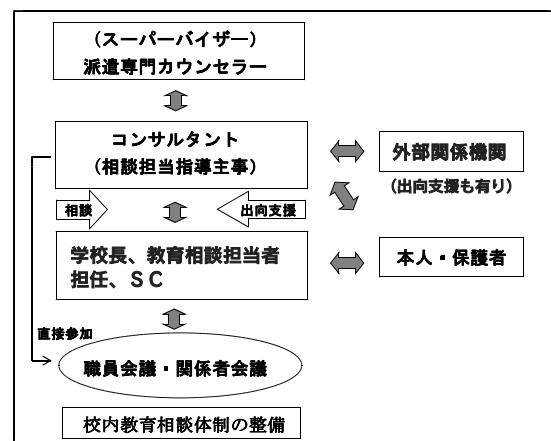 (スーパーバイザー)
派遣専門カウンセラー
コンサルタント
(相談担当指導主事)
外部関係機関
(出向支援も有り)
相談
出向支援
学校長、教育相談担当者
担任、ＳＣ
本人・保護者
直接参加
職員会議・関係者会議
校内教育相談体制の整備